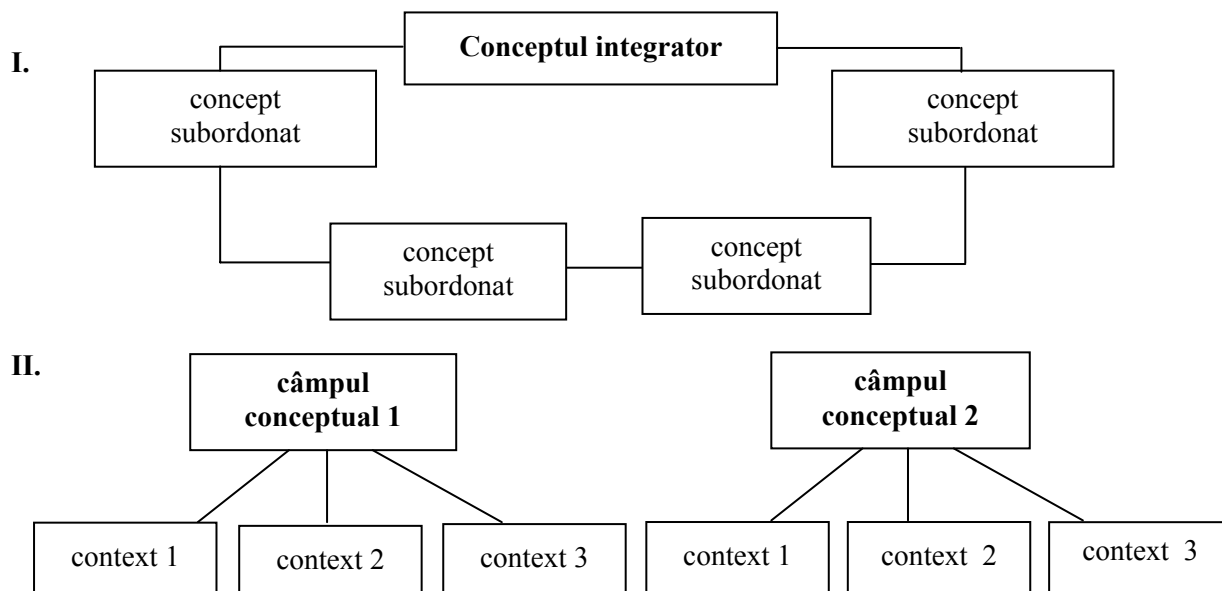 Conceptul integrator
I.
concept
subordonat
concept
subordonat
concept
subordonat
concept
subordonat
II.
câmpul
conceptual 1
câmpul
conceptual 2
context 1
context 2
context 3
context 1
context 2
context 3